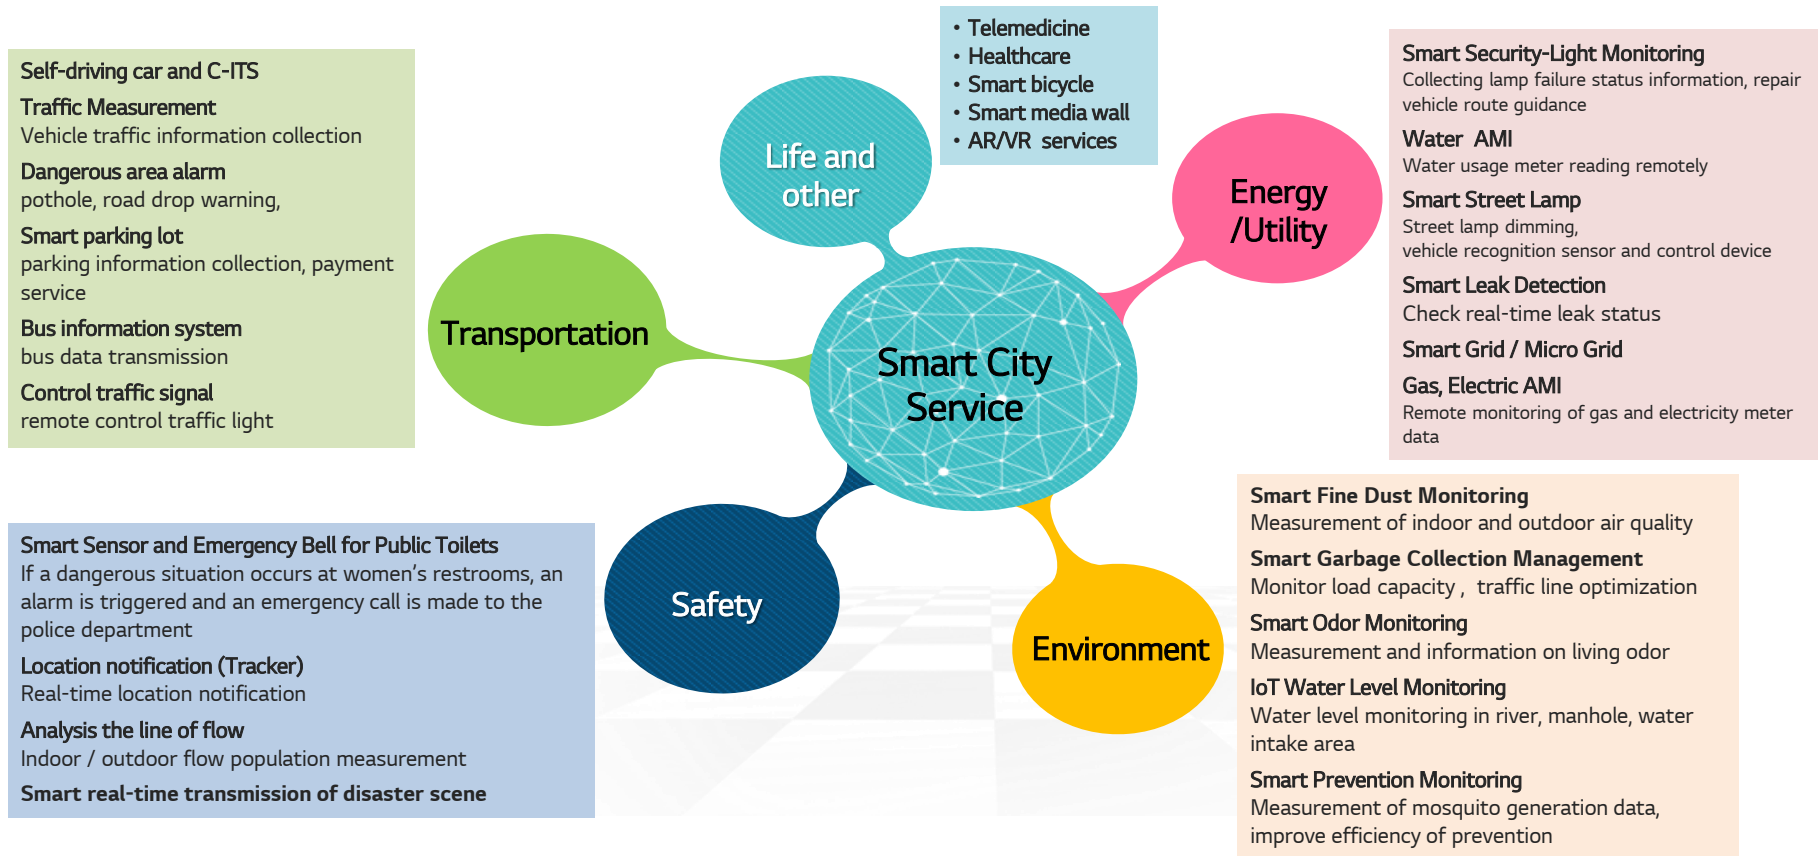 Self-driving car and C-ITS
Traffic Measurement
Vehicle traffic information collection
Dangerous area alarm
pothole, road drop warning,
Smart parking lot
parking information collection, payment
service
Bus information system
bus data transmission
Control traffic signal
remote control traffic light
Transportation
Life and
other
• Telemedicine
• Healthcare
• Smart bicycle
• Smart media wall
• AR/VR services
Energy
/Utility
Smart Security-Light Monitoring
Collecting lamp failure status information, repair
vehicle route guidance
Water AMI
Water usage meter reading remotely
Smart Street Lamp
Street lamp dimming,
vehicle recognition sensor and control device
Smart Leak Detection
Check real-time leak status
Smart Grid / Micro Grid
Gas, Electric AMI
Remote monitoring of gas and electricity meter
data
Smart City
Service
Smart Sensor and Emergency Bell for Public Toilets
If a dangerous situation occurs at women's restrooms, an
alarm is triggered and an emergency call is made to the
police department
Location notification (Tracker)
Real-time location notification
Analysis the line of flow
Indoor / outdoor flow population measurement
Smart real-time transmission of disaster scene
Safety
Environment
Smart Fine Dust Monitoring
Measurement of indoor and outdoor air quality
Smart Garbage Collection Management
Monitor load capacity , traffic line optimization
Smart Odor Monitoring
Measurement and information on living odor
IoT Water Level Monitoring
Water level monitoring in river, manhole, water
intake area
Smart Prevention Monitoring
Measurement of mosquito generation data,
improve efficiency of prevention